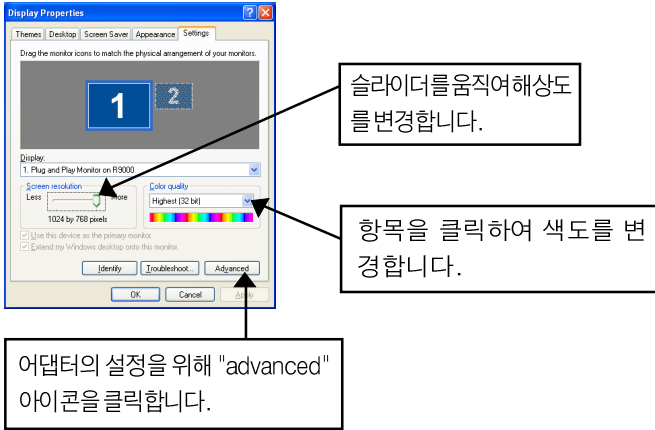 Display Properties
Themes Desktop Screen Saver Appearance Settings
Drag the monitor icons to match the physical arrangement of your monitors.
1 2
Display:
1. Plug and Play Monitor on R9000
Screen resolution
Less More
1024 by 768 pixels
Color quality
Highest (32 bit)
Use this device as the primary monitor.
Extend my Windows desktop onto this monitor.
Identify Troubleshoot... Advanced
OK Cancel Apply
슬라이더를움직여해상도
를변경합니다.
항목을 클릭하여 색도를 변
경합니다.
어댑터의 설정을 위해 "advanced"
아이콘을클릭합니다.